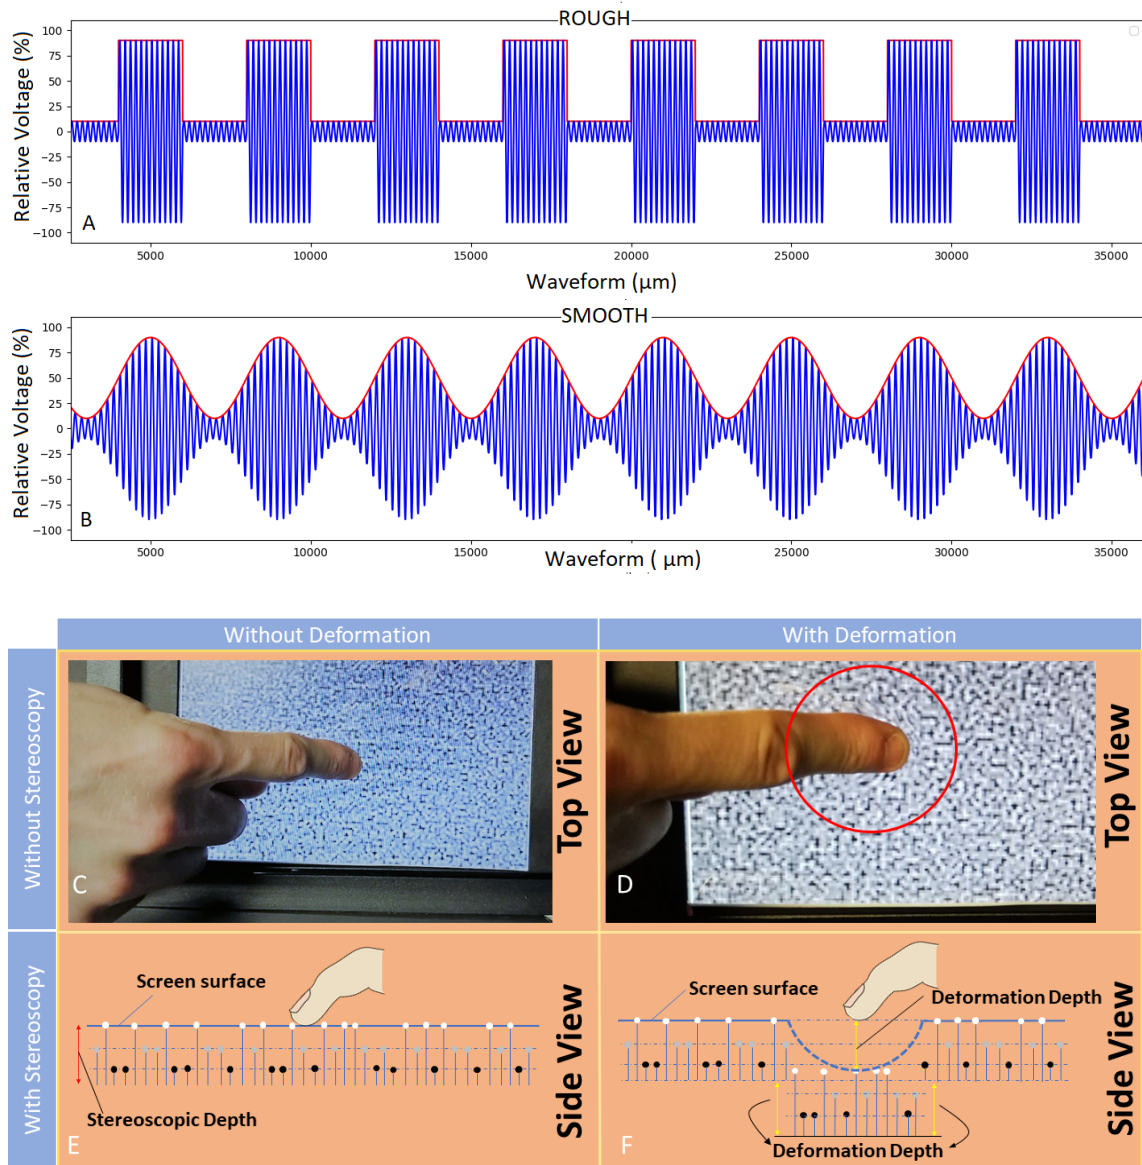 ROUGH
Relative Voltage (%)
100
75
50
25
0
−25
−50
−75
−100
A
5000 10000 15000 20000 25000 30000 35000
Waveform (µm)
SMOOTH
Relative Voltage (%)
100
75
50
25
0
−25
−50
−75
−100
B
5000 10000 15000 20000 25000 30000 35000
Waveform ( µm)
Without Deformation
With Deformation
Without Stereoscopy
C
Top View
D
Top View
With Stereoscopy
Screen surface
Stereoscopic Depth
E
Side View
Screen surface
Deformation Depth
F
Deformation Depth
Side View